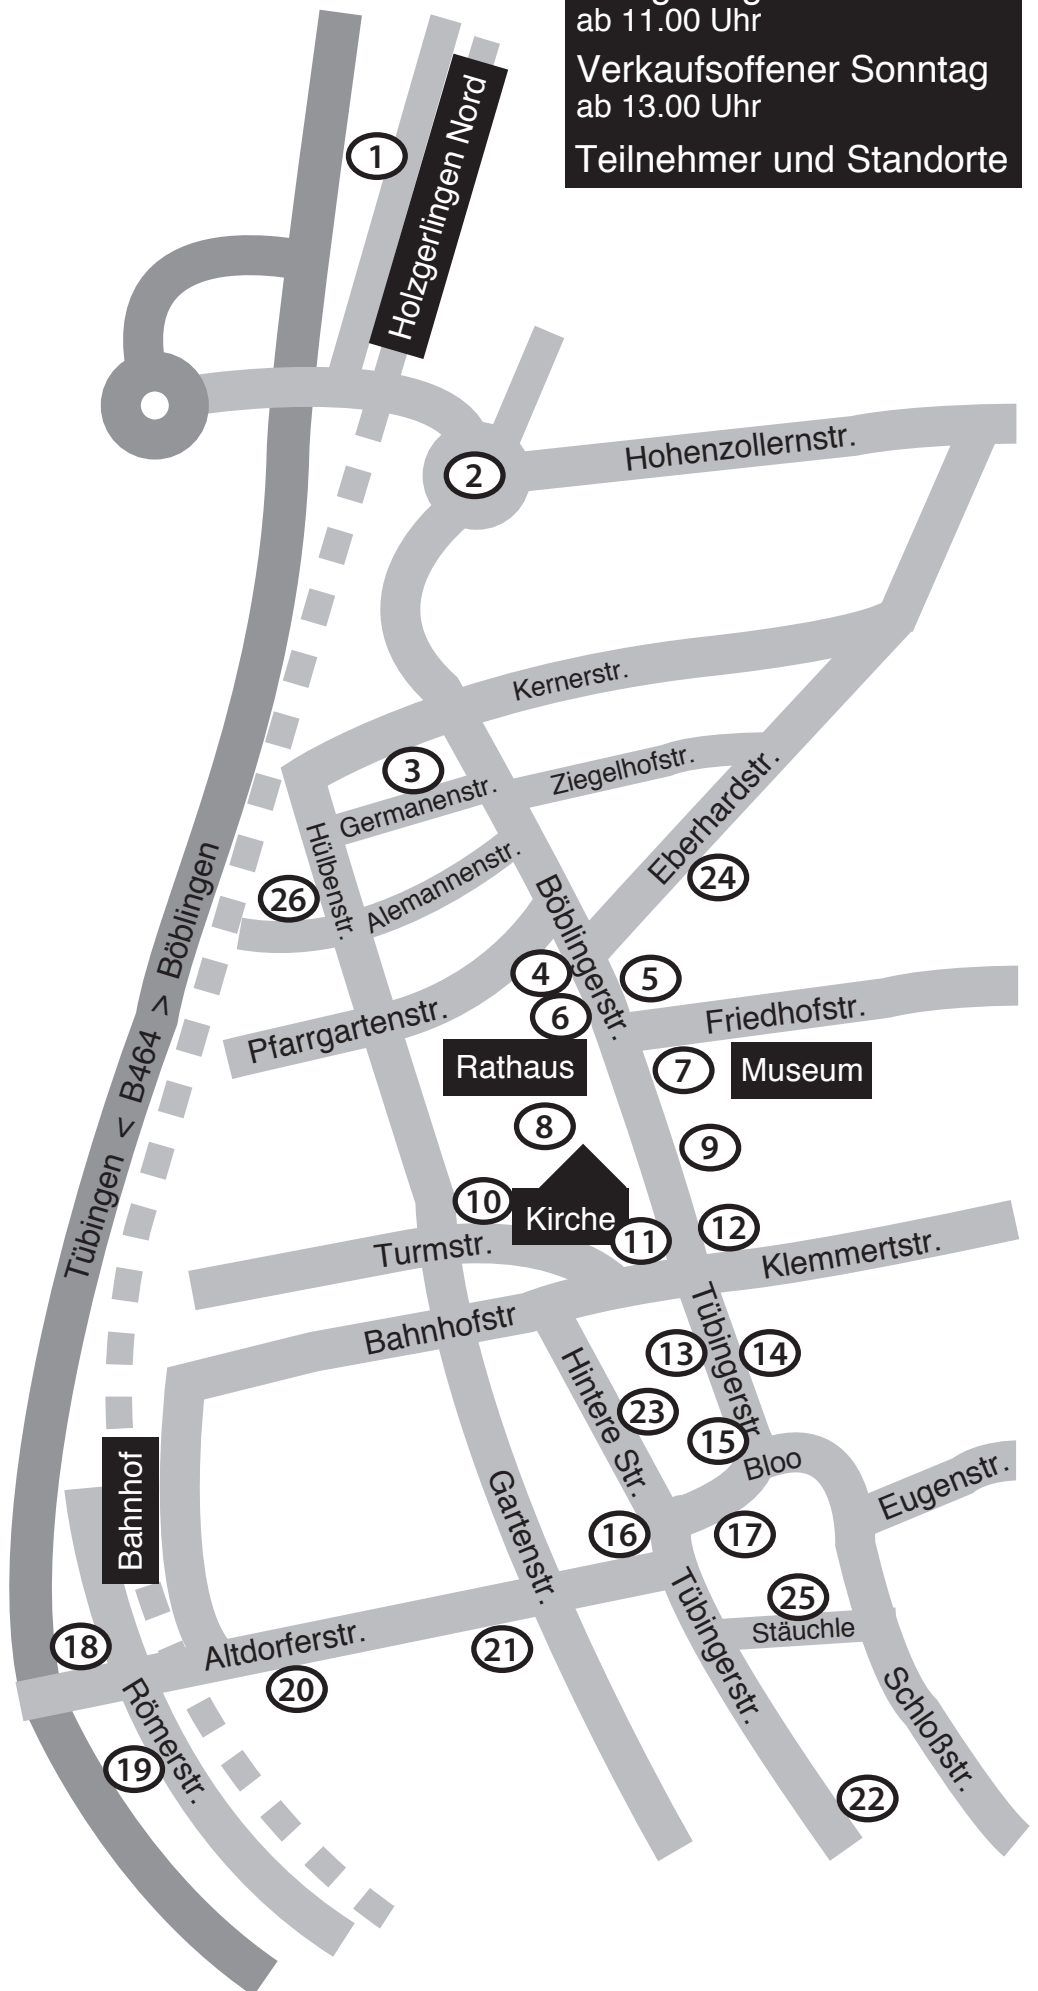 ab 11.00 Uhr
Verkaufsoffener Sonntag
ab 13.00 Uhr
Teilnehmer und Standorte
1
Holzgerlingen Nord
2
Hohenzollernstr.
Kernerstr.
3
Germanenstr.
Ziegelhofstr.
Eberhardstr.
24
Hülbenstr.
26
Alemannenstr.
Böblingerstr.
Tübingen < B464 > Böblingen
4
5
6
Pfarrgartenstr.
Friedhofstr.
Rathaus
7
Museum
8
9
10
Kirche
11
12
Turmstr.
Klemmertstr.
Bahnhofstr
Tübingerstr.
13
14
Hintere Str.
23
15
Bloo
Eugenstr.
Bahnhof
Gartenstr.
16
17
25
Stäuchle
Tübingerstr.
18
Altdorferstr.
21
20
Römerstr.
19
Schloßstr.
22